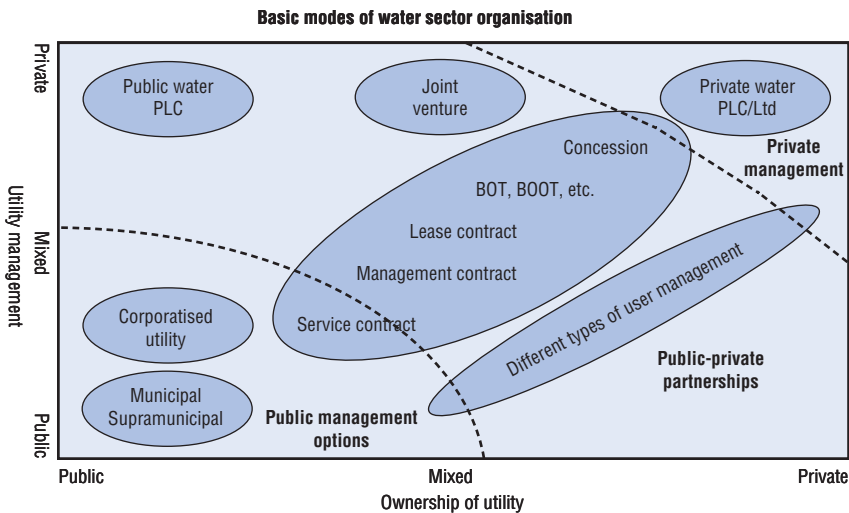 Basic modes of water sector organisation
Private
Mixed
Public
Utility management
Public water
PLC
Joint
venture
Private water
PLC/Ltd
Concession
Private
management
BOT, BOOT, etc.
Lease contract
Management contract
Service contract
Corporatised
utility
Different types of user management
Public-private
partnerships
Municipal
Supramunicipal
Public management
options
Public
Mixed
Private
Ownership of utility